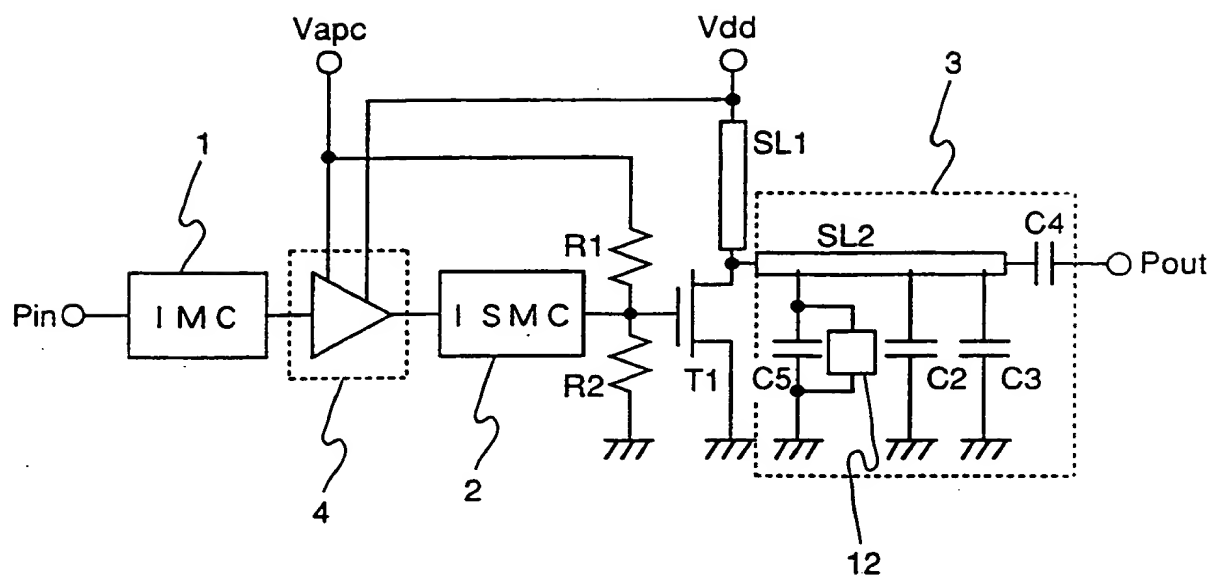 Vapc
Vdd
3
1
SL1
C4
R1
SL2
Pout
Pin
IMC
ISMC
R2
T1
C5
C2
C3
4
2
12